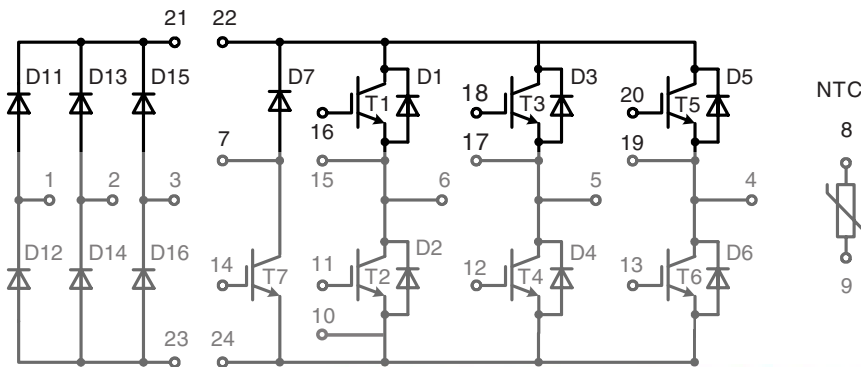 21 22
D11 D13 D15 D7 D1 D3 D5
T1 T3 T5
NTC
16 18 20
7 15 17 19 8
1 2 3 6 5 4
D12 D14 D16 D2 D4 D6
14 T7 11 T2 12 T4 13 T6 9
10
23 24